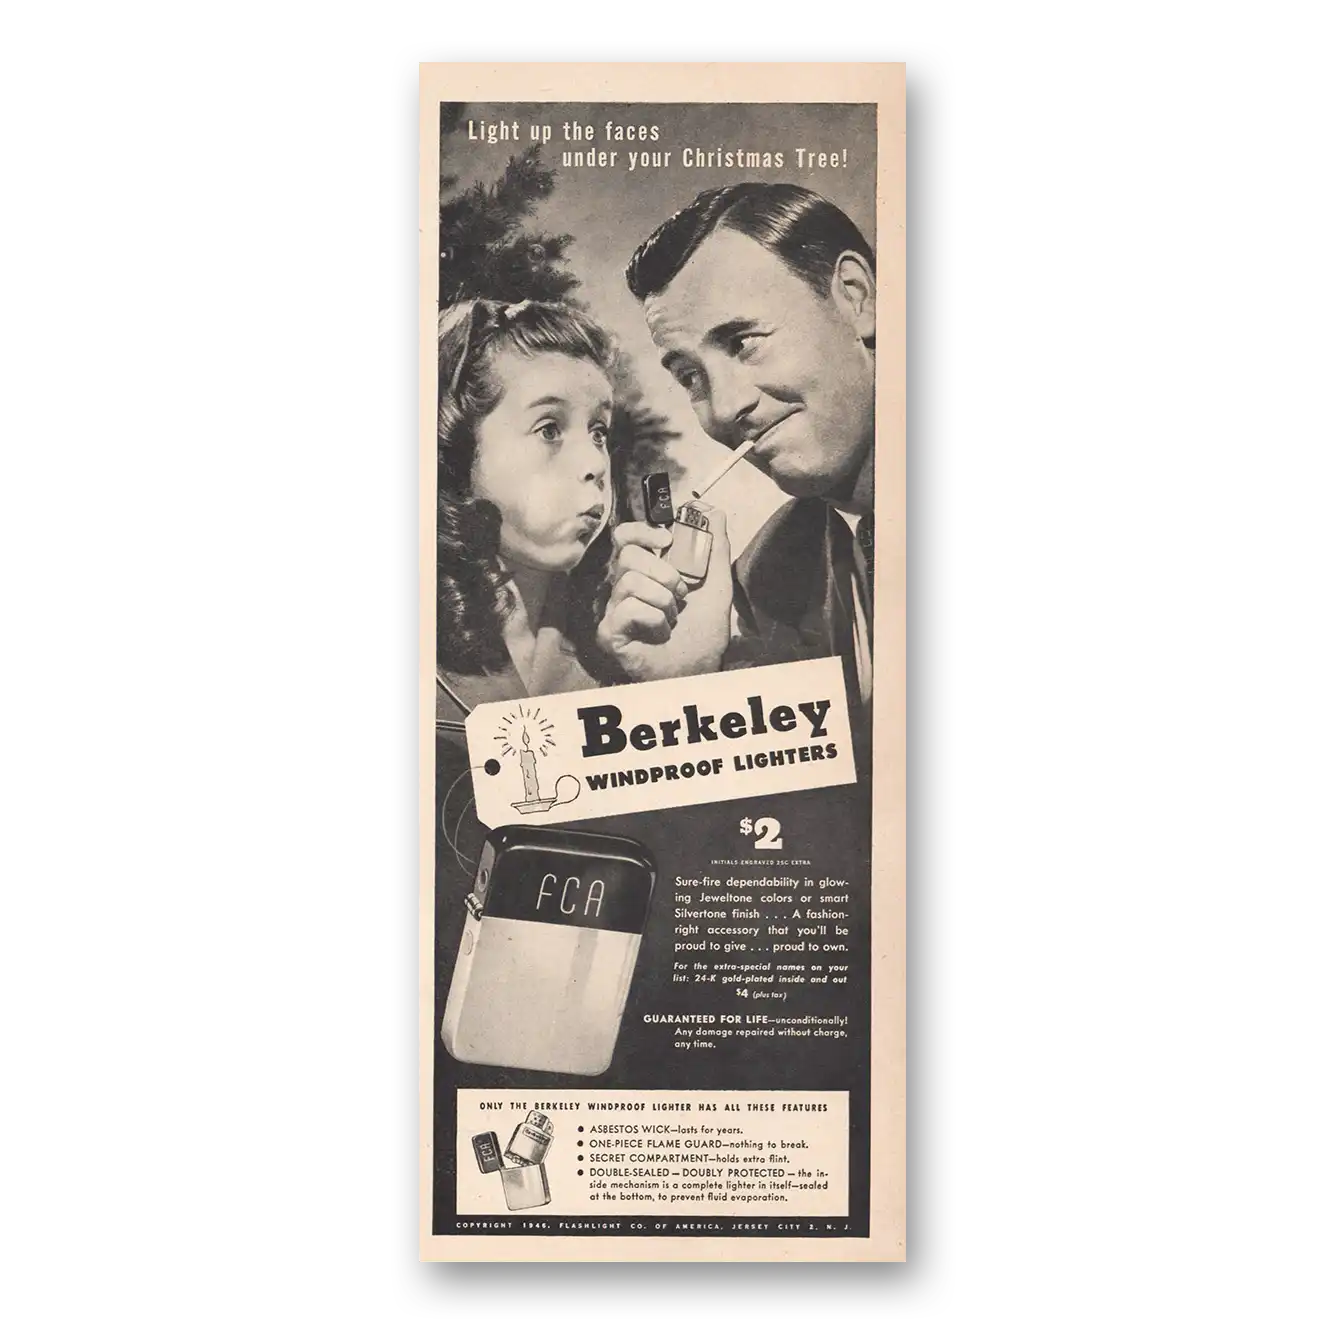 Light up the faces
under your Christmas Tree!
FCA
Berkeley
WINDPROOF LIGHTERS
$2
INITIALS ENGRAVED 25C EXTRA
FCA
Sure-fire dependability in glow-
ing Jeweltone colors or smart
Silvertone finish . . . A fashion-
right accessory that you'll be
proud to give . . . proud to own.
For the extra-special names on your
list: 24-K gold-plated inside and out
$4 (plus tax)
GUARANTEED FOR LIFE—unconditionally!
Any damage repaired without charge,
any time.
ONLY THE BERKELEY WINDPROOF LIGHTER HAS ALL THESE FEATURES
● ASBESTOS WICK—lasts for years.
● ONE-PIECE FLAME GUARD—nothing to break.
● SECRET COMPARTMENT—holds extra flint.
● DOUBLE-SEALED — DOUBLY PROTECTED — the in-
side mechanism is a complete lighter in itself—sealed
at the bottom, to prevent fluid evaporation.
FCA
COPYRIGHT 1946, FLASHLIGHT CO. OF AMERICA, JERSEY CITY 2, N. J.